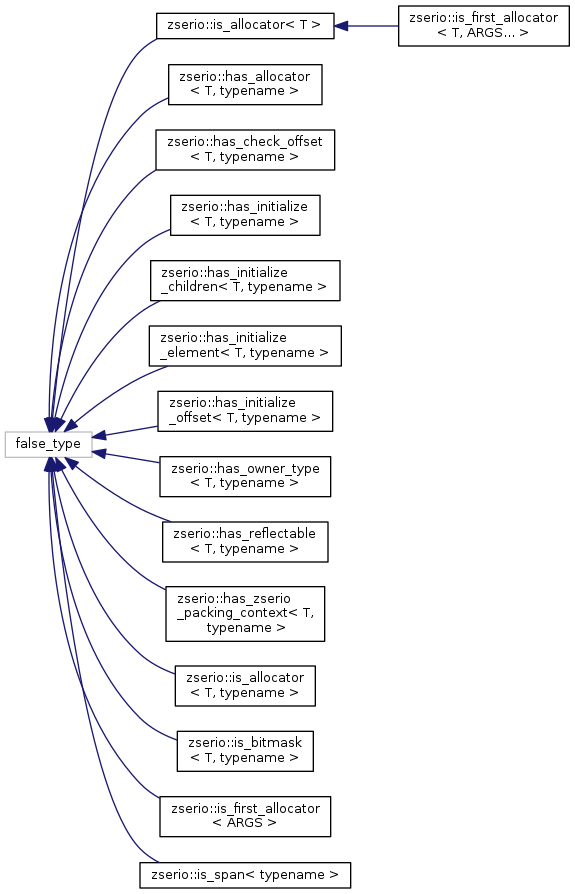 zserio::is_allocator< T >
zserio::is_first_allocator
< T, ARGS... >
zserio::has_allocator
< T, typename >
zserio::has_check_offset
< T, typename >
zserio::has_initialize
< T, typename >
zserio::has_initialize
_children< T, typename >
zserio::has_initialize
_element< T, typename >
zserio::has_initialize
_offset< T, typename >
false_type
zserio::has_owner_type
< T, typename >
zserio::has_reflectable
< T, typename >
zserio::has_zserio
_packing_context< T,
typename >
zserio::is_allocator
< T, typename >
zserio::is_bitmask
< T, typename >
zserio::is_first_allocator
< ARGS >
zserio::is_span< typename >